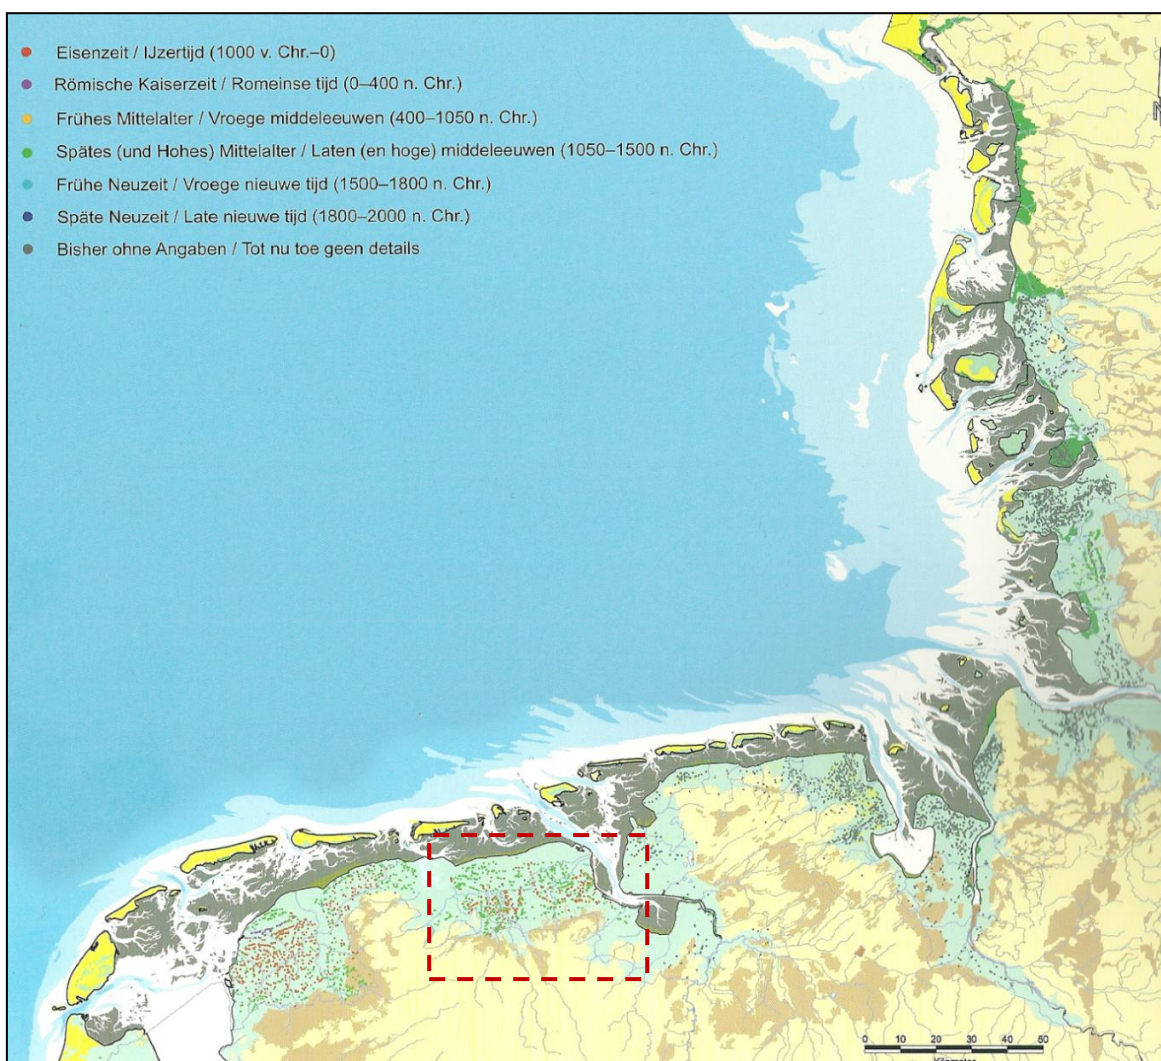 Eisenzeit / IJzertijd (1000 v. Chr.–0)
Römische Kaiserzeit / Romeinse tijd (0–400 n. Chr.)
Frühes Mittelalter / Vroege middeleeuwen (400–1050 n. Chr.)
Spätes (und Hohes) Mittelalter / Laten (en hoge) middeleeuwen (1050–1500 n. Chr.)
Frühe Neuzeit / Vroege nieuwe tijd (1500–1800 n. Chr.)
Späte Neuzeit / Late nieuwe tijd (1800–2000 n. Chr.)
Bisher ohne Angaben / Tot nu toe geen details
0 10 20 30 40 50